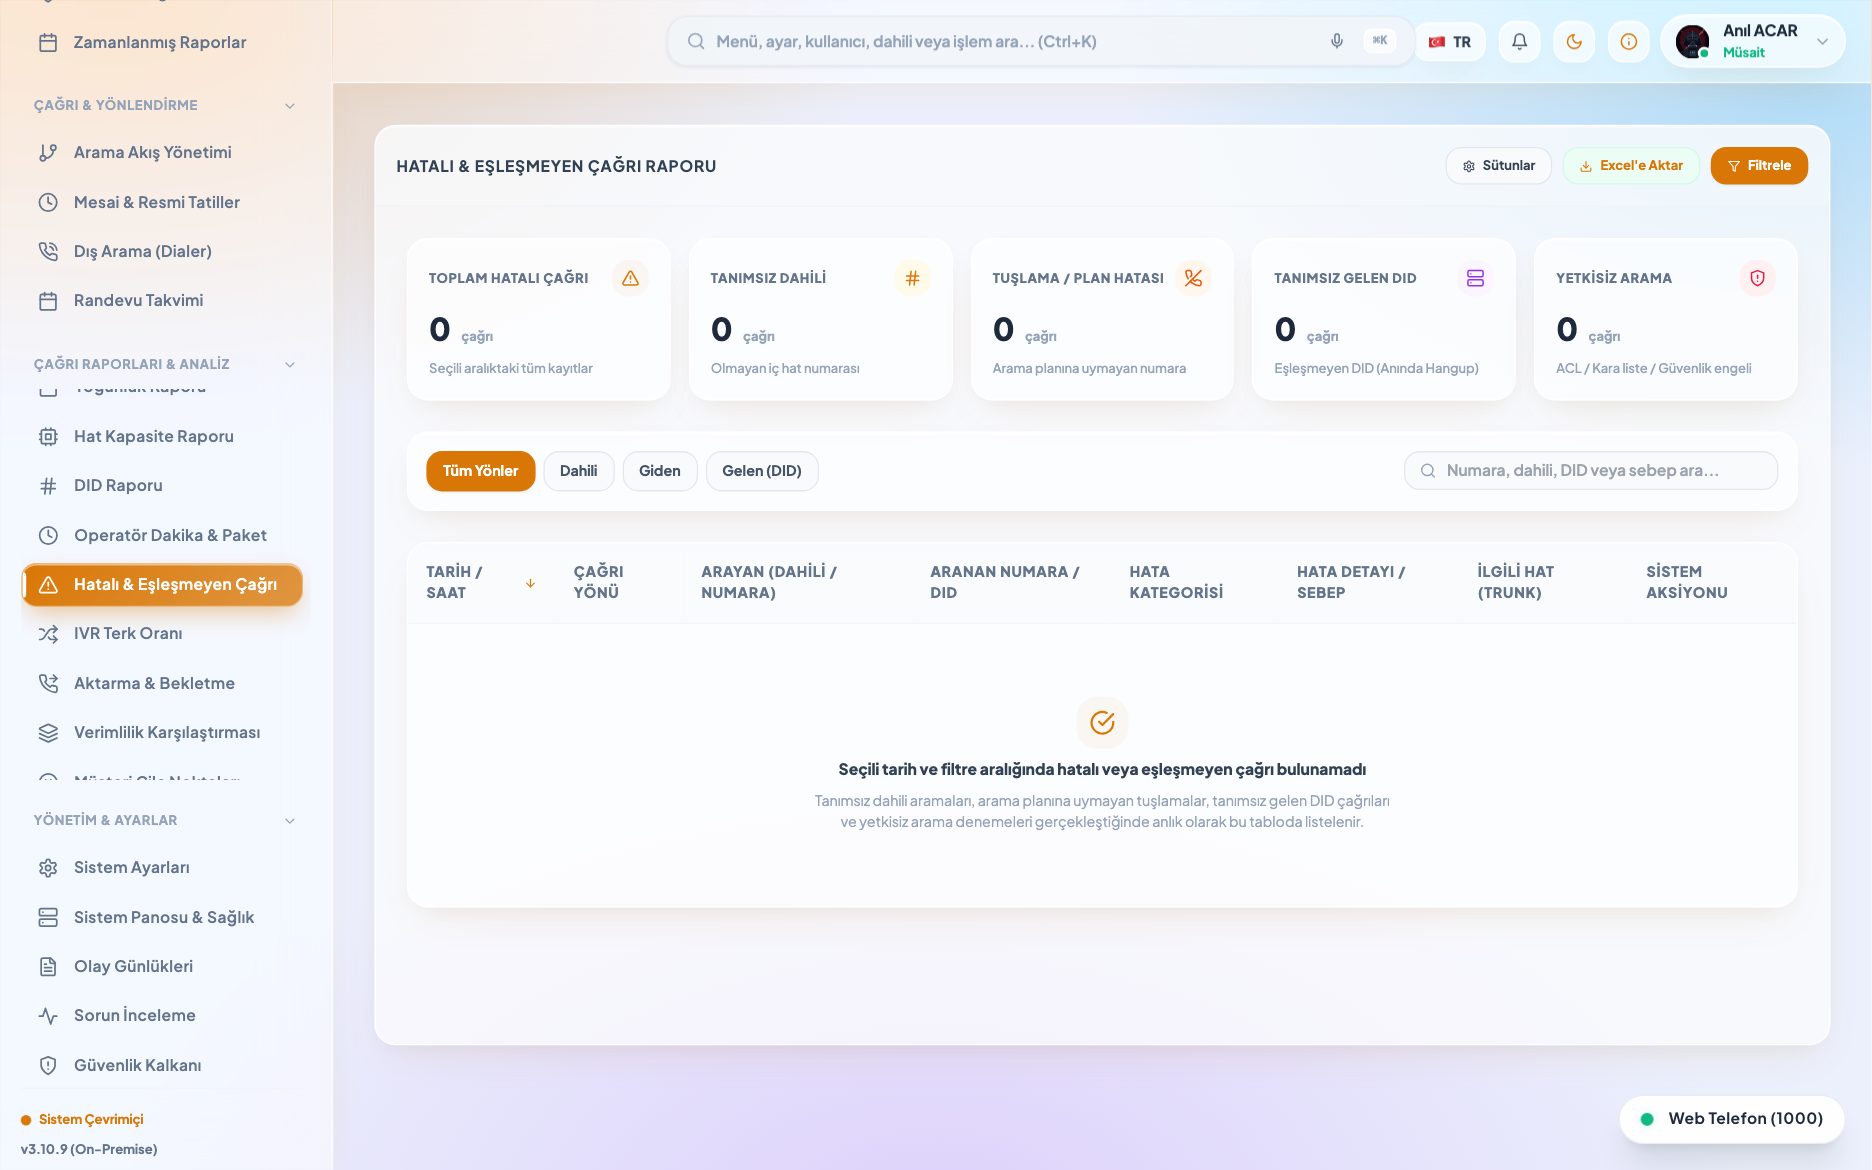 Zamanlanmış Raporlar
ÇAĞRI & YÖNLENDİRME
Arama Akış Yönetimi
Mesai & Resmi Tatiller
Dış Arama (Dialer)
Randevu Takvimi
ÇAĞRI RAPORLARI & ANALİZ
Hat Kapasite Raporu
DID Raporu
Operatör Dakika & Paket
Hatalı & Eşleşmeyen Çağrı
IVR Terk Oranı
Aktarma & Bekletme
Verimlilik Karşılaştırması
YÖNETİM & AYARLAR
Sistem Ayarları
Sistem Panosu & Sağlık
Olay Günlükleri
Sorun İnceleme
Güvenlik Kalkanı
Sistem Çevrimiçi
v3.10.9 (On-Premise)
Menü, ayar, kullanıcı, dahili veya işlem ara... (Ctrl+K)
⌘K
TR
Anıl ACAR
Müsait
HATALI & EŞLEŞMEYEN ÇAĞRI RAPORU
Sütunlar
Excel'e Aktar
Filtrele
TOPLAM HATALI ÇAĞRI
0 çağrı
Seçili aralıktaki tüm kayıtlar
TANIMSIZ DAHİLİ
0 çağrı
Olmayan iç hat numarası
TUŞLAMA / PLAN HATASI
0 çağrı
Arama planına uymayan numara
TANIMSIZ GELEN DID
0 çağrı
Eşleşmeyen DID (Anında Hangup)
YETKİSİZ ARAMA
0 çağrı
ACL / Kara liste / Güvenlik engeli
Tüm Yönler
Dahili
Giden
Gelen (DID)
Numara, dahili, DID veya sebep ara...
TARİH / SAAT
ÇAĞRI YÖNÜ
ARAYAN (DAHİLİ / NUMARA)
ARANAN NUMARA / DID
HATA KATEGORİSİ
HATA DETAYI / SEBEP
İLGİLİ HAT (TRUNK)
SİSTEM AKSİYONU
Seçili tarih ve filtre aralığında hatalı veya eşleşmeyen çağrı bulunamadı
Tanımsız dahili aramaları, arama planına uymayan tuşlamalar, tanımsız gelen DID çağrıları
ve yetkisiz arama denemeleri gerçekleştiğinde anlık olarak bu tabloda listelenir.
Web Telefon (1000)